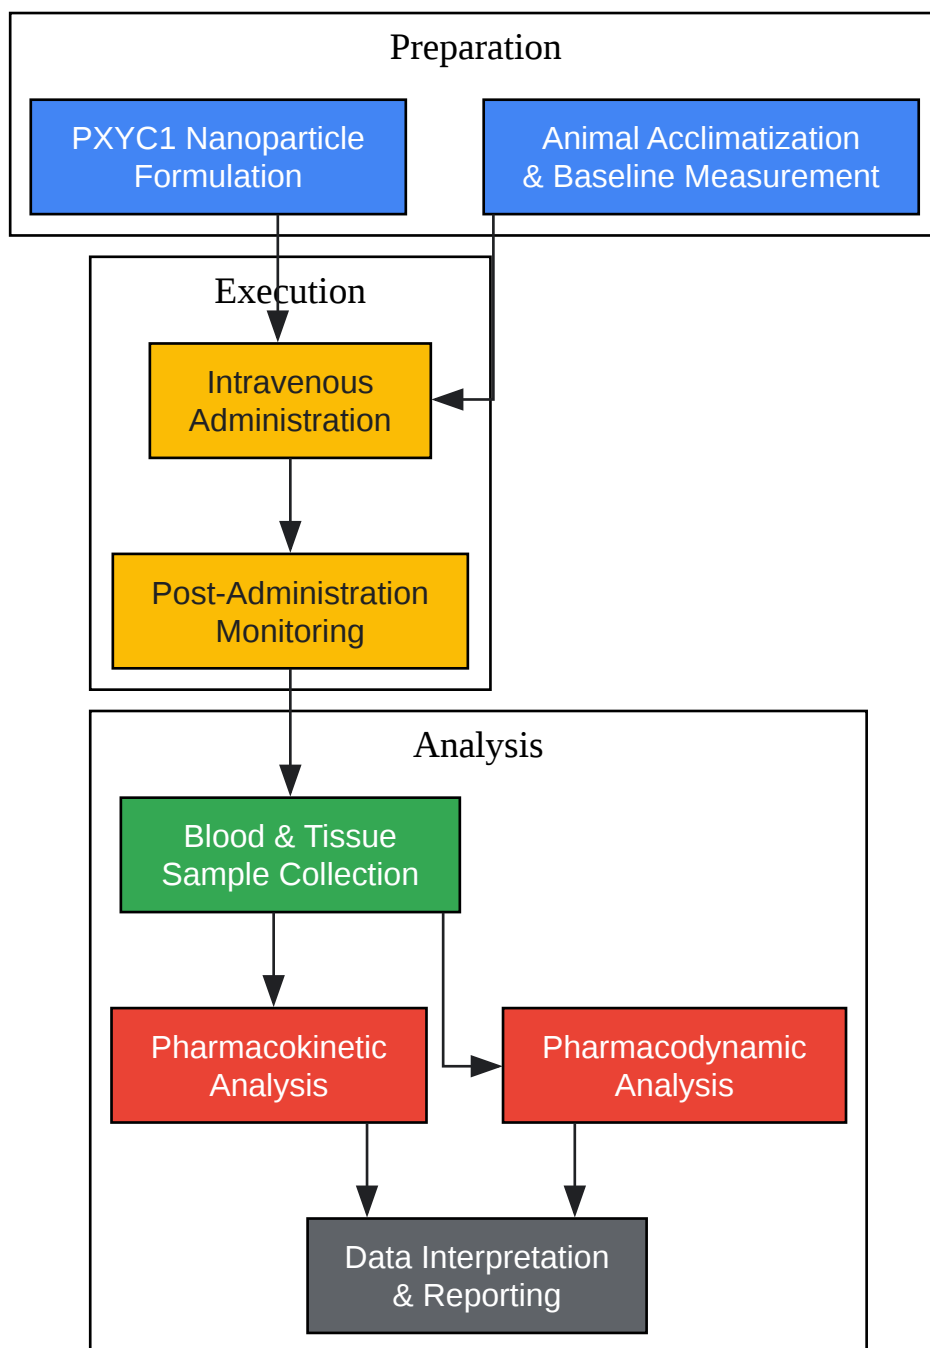 Preparation
PXYC1 Nanoparticle
Formulation
Animal Acclimatization
& Baseline Measurement
Execution
Intravenous
Administration
Post-Administration
Monitoring
Analysis
Blood & Tissue
Sample Collection
Pharmacokinetic
Analysis
Pharmacodynamic
Analysis
Data Interpretation
& Reporting